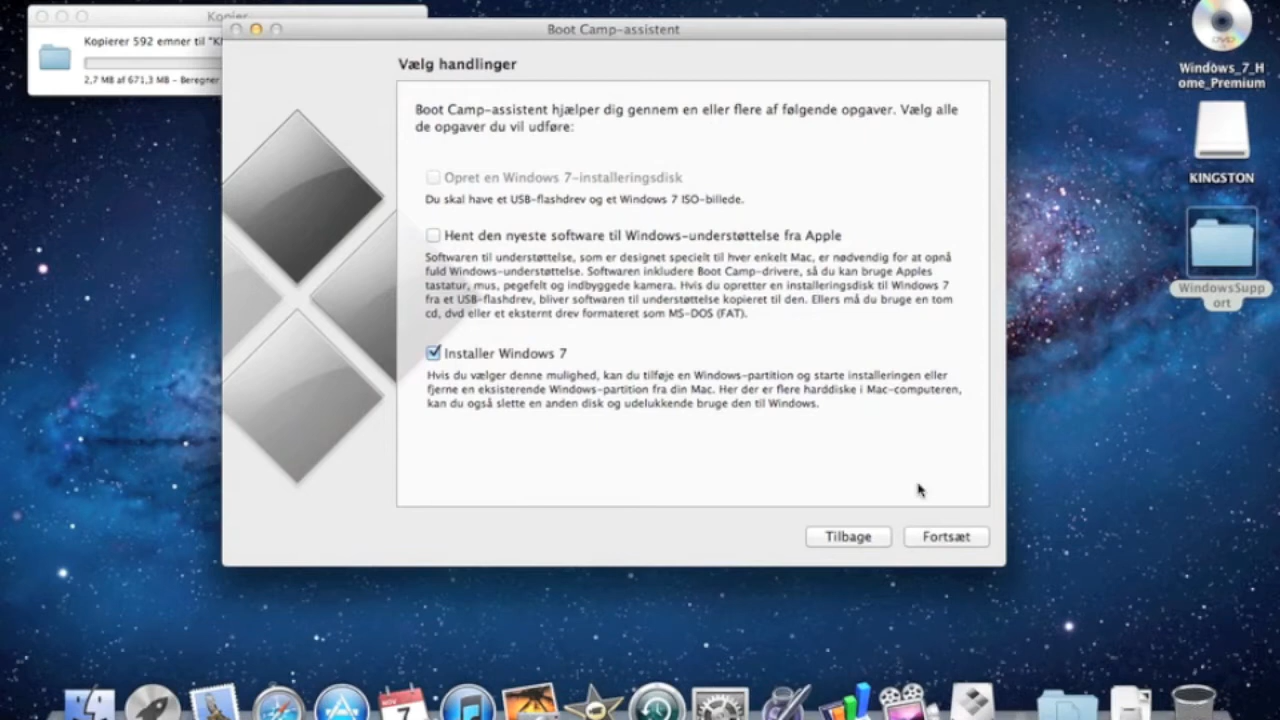 Kopier
Kopierer 592 emner til "K
2,7 MB af 671,3 MB - Beregner
Boot Camp-assistent
Vælg handlinger
Boot Camp-assistent hjælper dig gennem en eller flere af følgende opgaver. Vælg alle
de opgaver du vil udføre:
Opret en Windows 7-installeringsdisk
Du skal have et USB-flashdrev og et Windows 7 ISO-billede.
Hent den nyeste software til Windows-understøttelse fra Apple
Softwaren til understøttelse, som er designet specielt til hver enkelt Mac, er nødvendig for at opnå
fuld Windows-understøttelse. Softwaren inkludere Boot Camp-drivere, så du kan bruge Apples
tastatur, mus, pegefelt og indbyggede kamera. Hvis du opretter en installeringsdisk til Windows 7
fra et USB-flashdrev, bliver softwaren til understøttelse kopieret til den. Ellers må du bruge en tom
cd, dvd eller et eksternt drev formateret som MS-DOS (FAT).
Installer Windows 7
Hvis du vælger denne mulighed, kan du tilføje en Windows-partition og starte installeringen eller
fjerne en eksisterende Windows-partition fra din Mac. Her der er flere harddiske i Mac-computeren,
kan du også slette en anden disk og udelukkende bruge den til Windows.
Tilbage
Fortsæt
DVD
Windows_7_H
ome_Premium
KINGSTON
WindowsSupp
ort
NOV
7